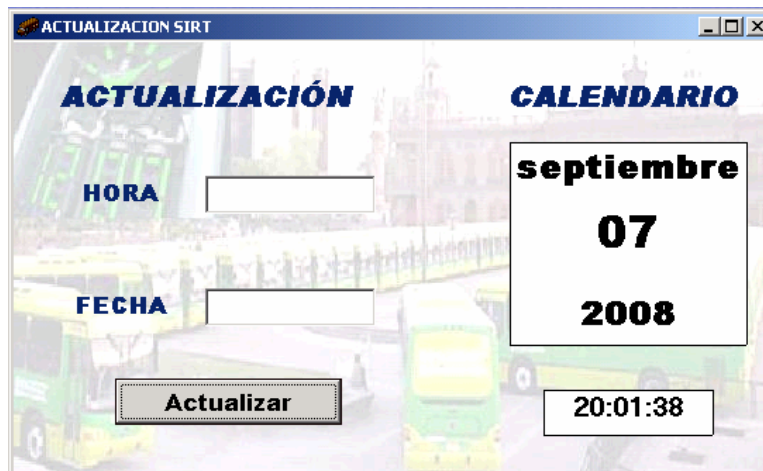 ACTUALIZACION SIRT
ACTUALIZACIÓN
HORA
FECHA
Actualizar
CALENDARIO
septiembre
07
2008
20:01:38